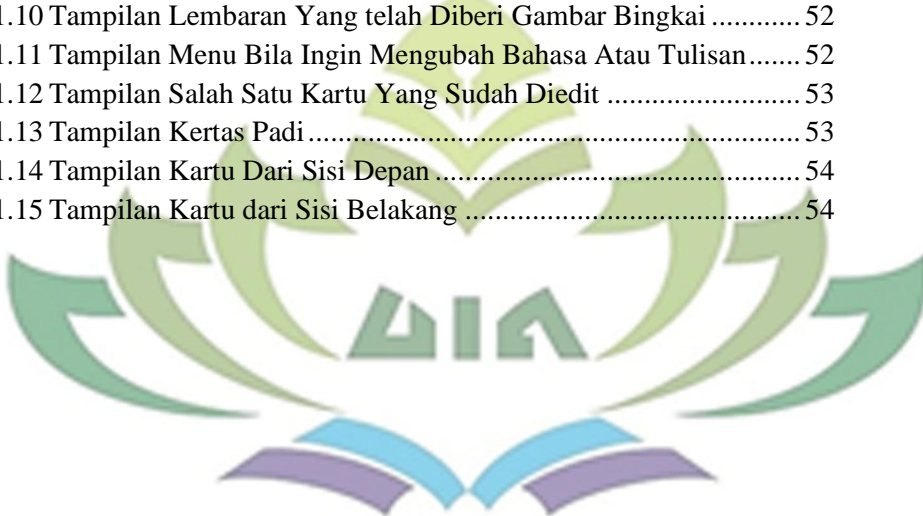 1.10 Tampilan Lembaran Yang telah Diberi Gambar Bingkai ............ 52
1.11 Tampilan Menu Bila Ingin Mengubah Bahasa Atau Tulisan....... 52
1.12 Tampilan Salah Satu Kartu Yang Sudah Diedit ......................... 53
1.13 Tampilan Kertas Padi................................................................ 53
1.14 Tampilan Kartu Dari Sisi Depan ............................................... 54
1.15 Tampilan Kartu dari Sisi Belakang ........................................... 54
UIN